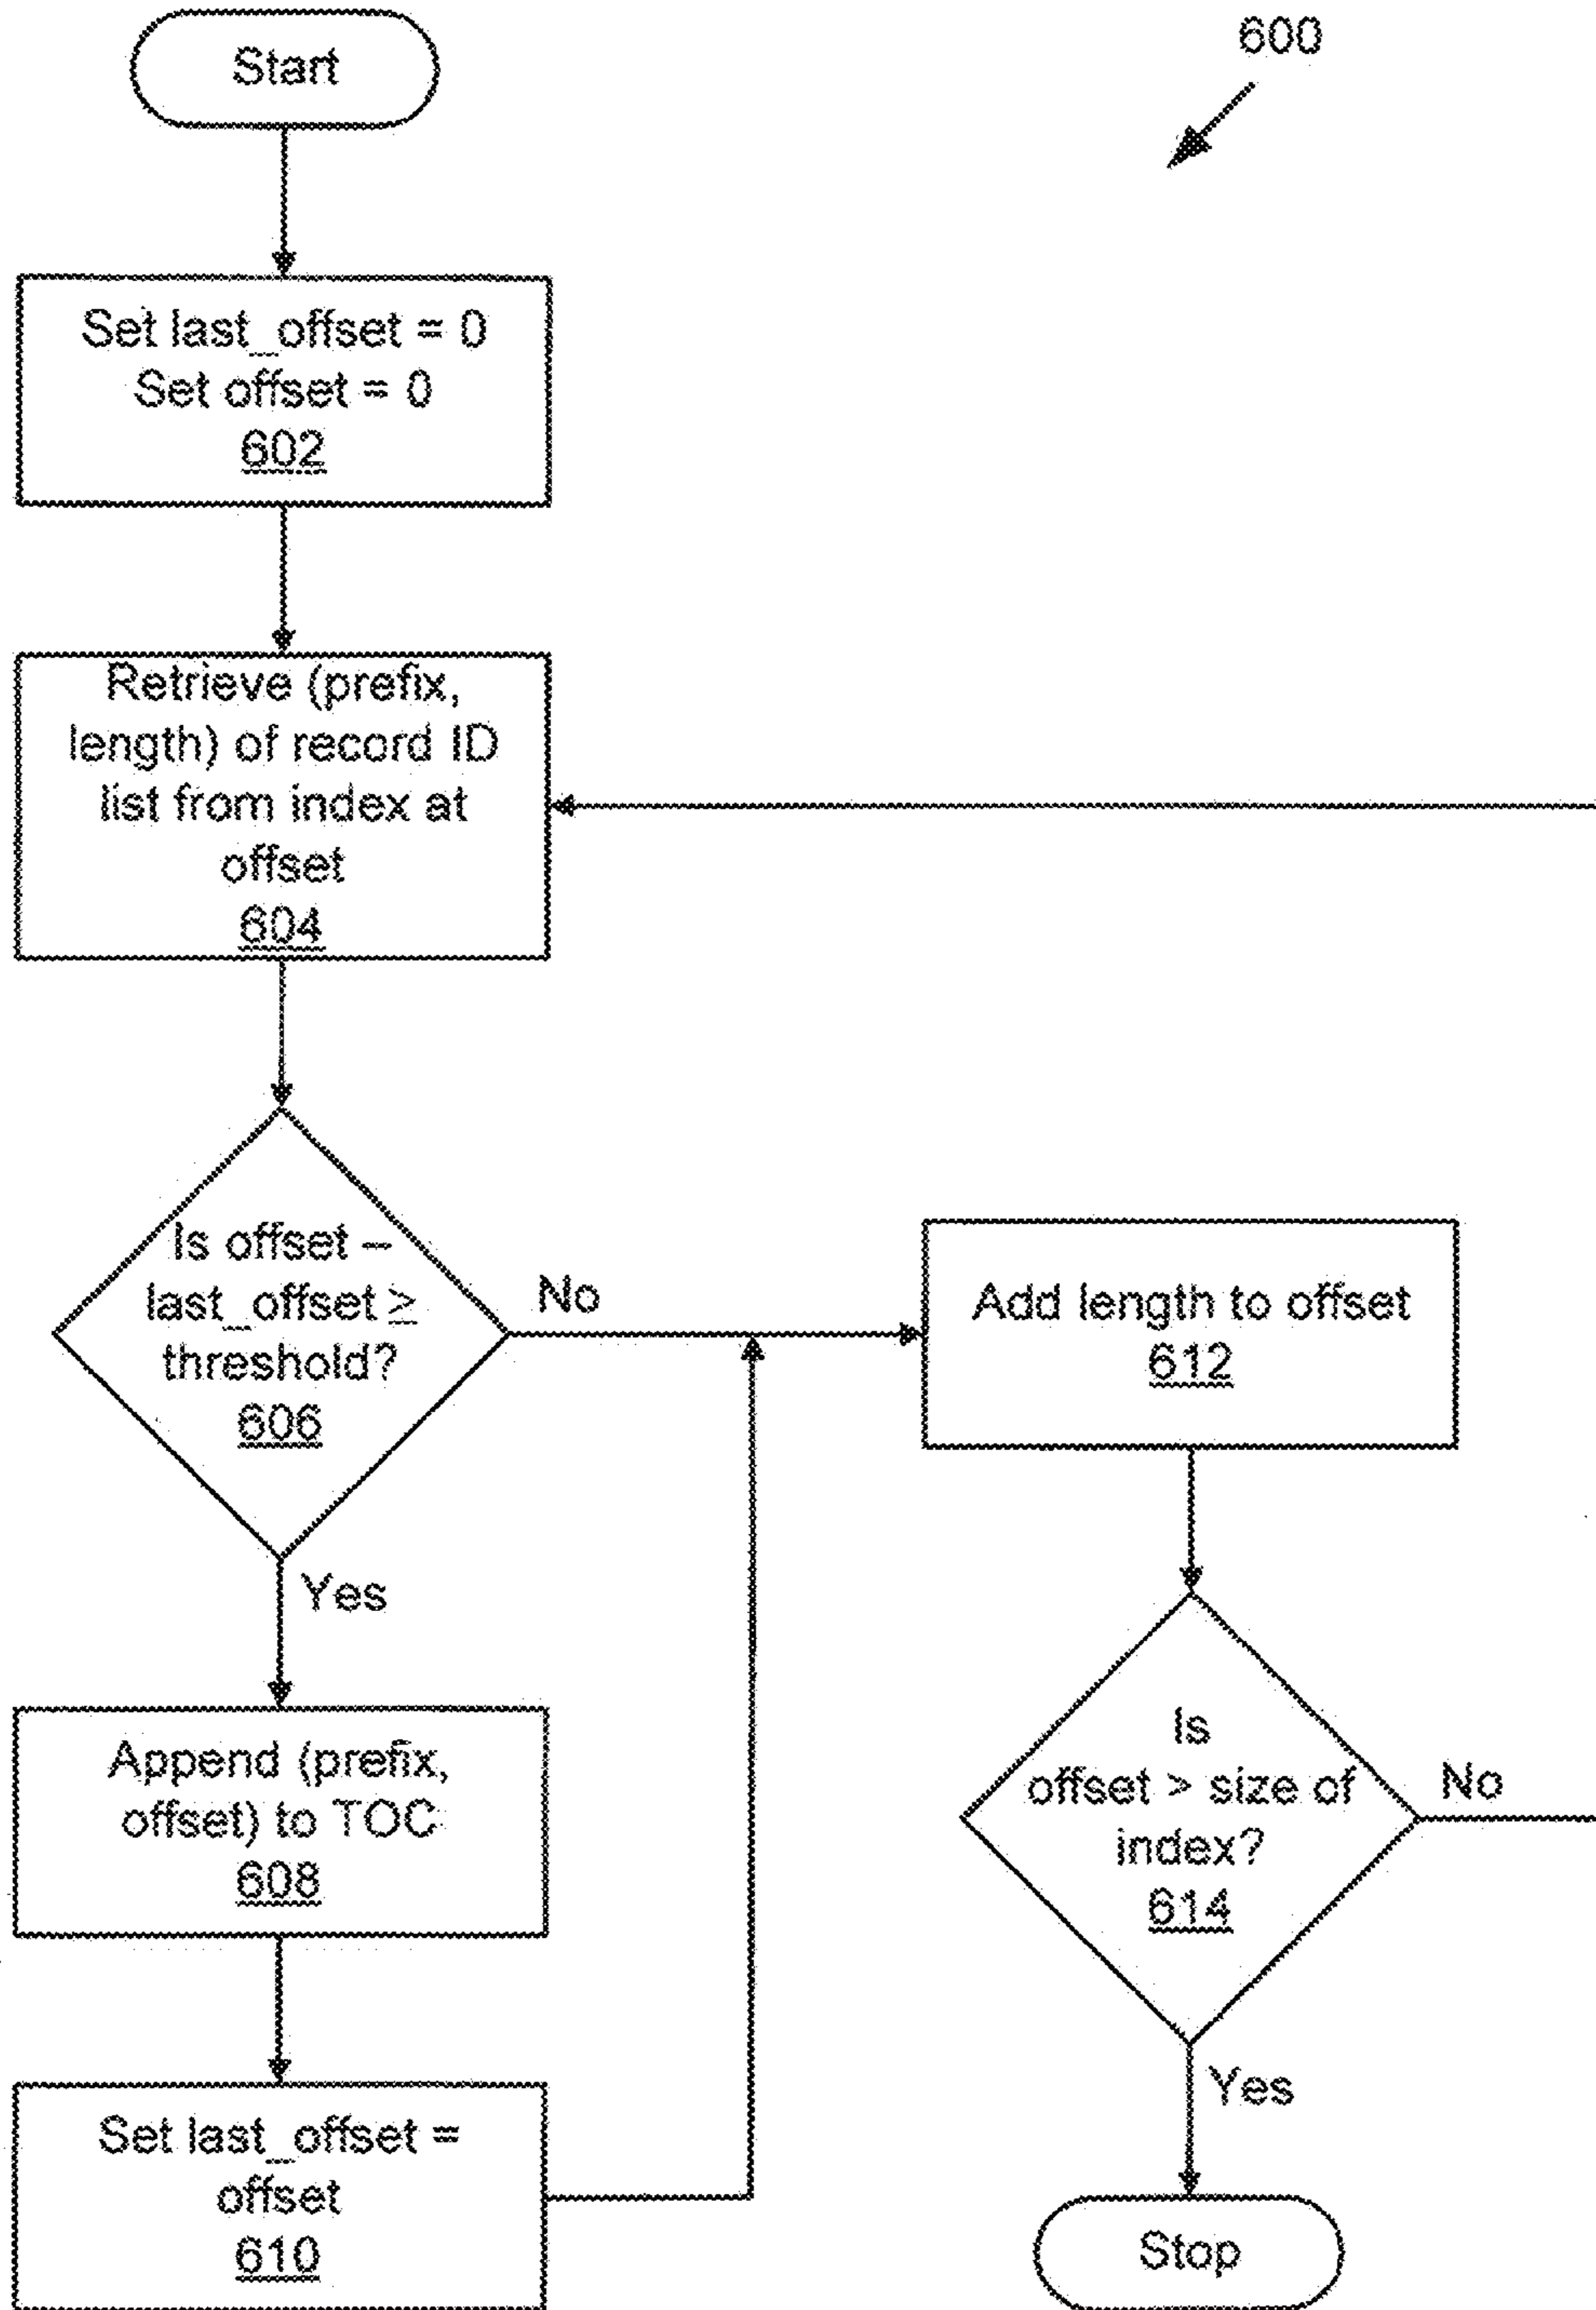 600
Start
Set last_offset = 0
Set offset = 0
602
Retrieve (prefix,
length) of record ID
list from index at
offset
604
Is offset –
last_offset ≥
threshold?
606
No
Yes
Append (prefix,
offset) to TOC
608
Set last_offset =
offset
610
Add length to offset
612
Is
offset > size of
index?
614
No
Yes
Stop